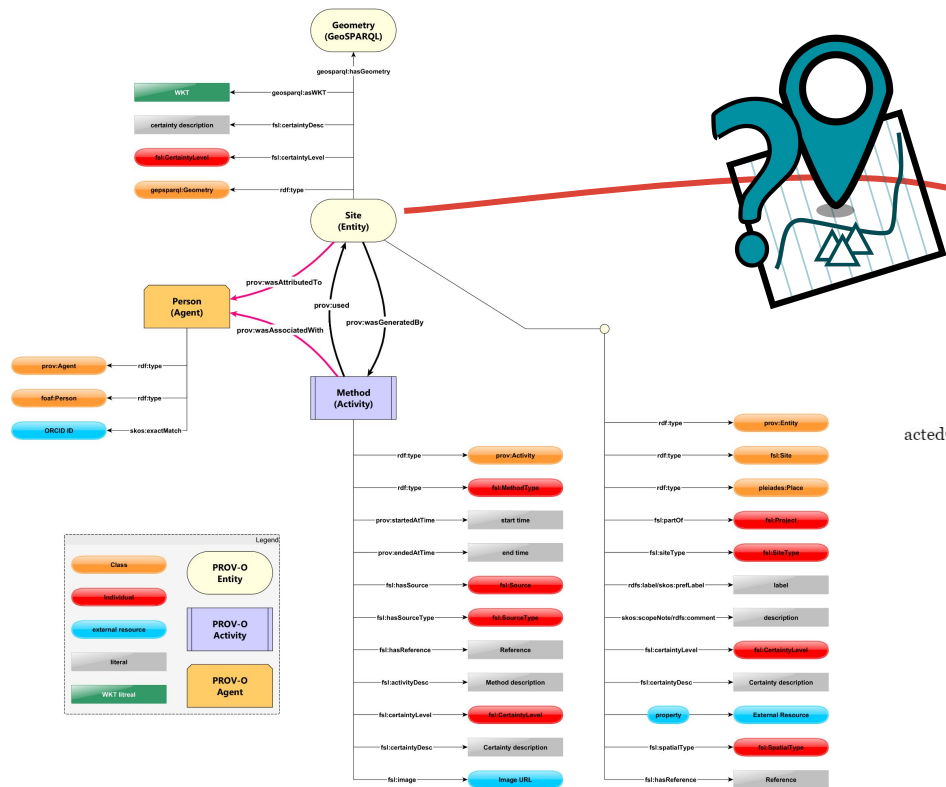 Geometry
(GeoSPARQL)
geosparql:hasGeometry
WKT
geosparql:asWKT
certainty description
fsl:certaintyDesc
fsl:CertaintyLevel
fsl:certaintyLevel
gepsparql:Geometry
rdf:type
Site
(Entity)
prov:wasAttributedTo
prov:used
prov:wasGeneratedBy
Person
(Agent)
prov:wasAssociatedWith
prov:Agent
rdf:type
foaf:Person
rdf:type
ORCID ID
skos:exactMatch
Method
(Activity)
rdf:type
prov:Activity
rdf:type
fsl:MethodType
prov:startedAtTime
start time
prov:endedAtTime
end time
fsl:hasSource
fsl:Source
fsl:hasSourceType
fsl:SourceType
fsl:hasReference
Reference
fsl:activityDesc
Method description
fsl:certaintyLevel
fsl:CertaintyLevel
fsl:certaintyDesc
Certainty description
fsl:image
Image URL
rdf:type
prov:Entity
rdf:type
fsl:Site
rdf:type
pleiades:Place
fsl:partOf
fsl:Project
fsl:siteType
fsl:SiteType
rdfs:label/skos:prefLabel
label
skos:scopeNote/rdfs:comment
description
fsl:certaintyLevel
fsl:CertaintyLevel
fsl:certaintyDesc
Certainty description
property
External Resource
fsl:spatialType
fsl:SpatialType
fsl:hasReference
Reference
acted
Legend
Class
Individual
external resource
literal
WKT litreal
PROV-O
Entity
PROV-O
Activity
PROV-O
Agent